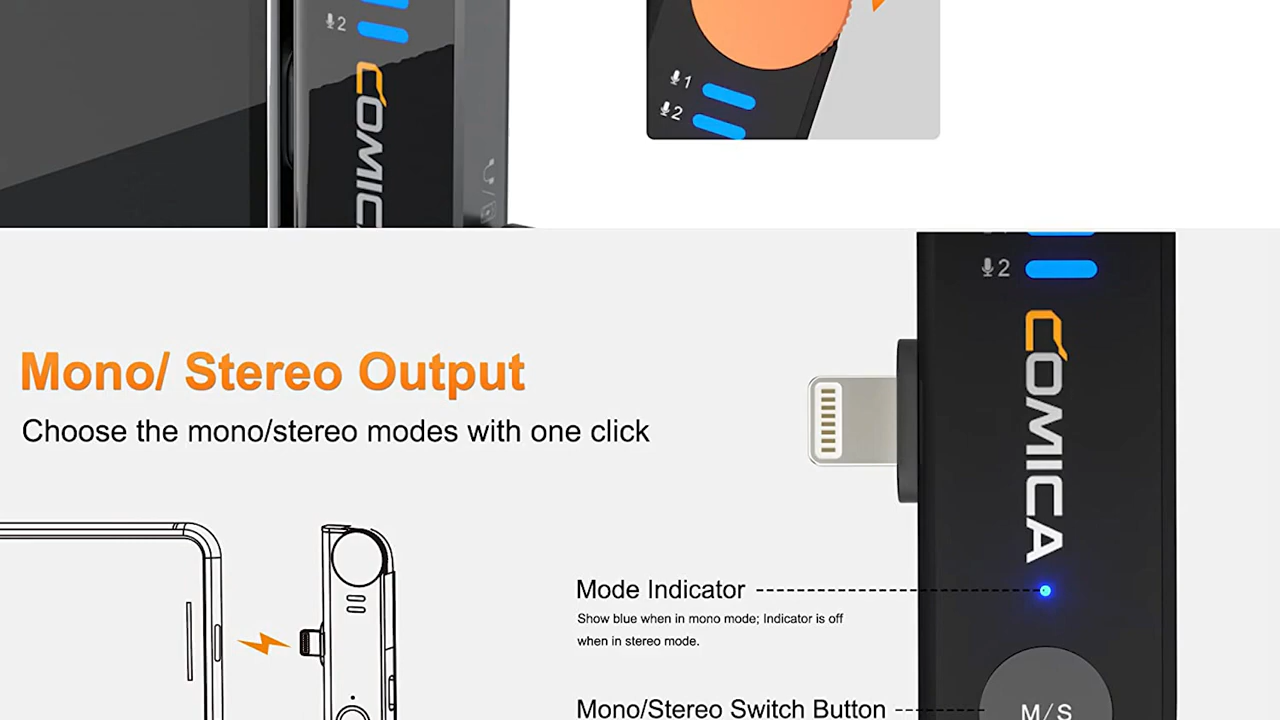 2
COMIC
1
2
2
COMICA
Mono/ Stereo Output
Choose the mono/stereo modes with one click
Mode Indicator
Show blue when in mono mode; Indicator is off
when in stereo mode.
Mono/Stereo Switch Button
M/S